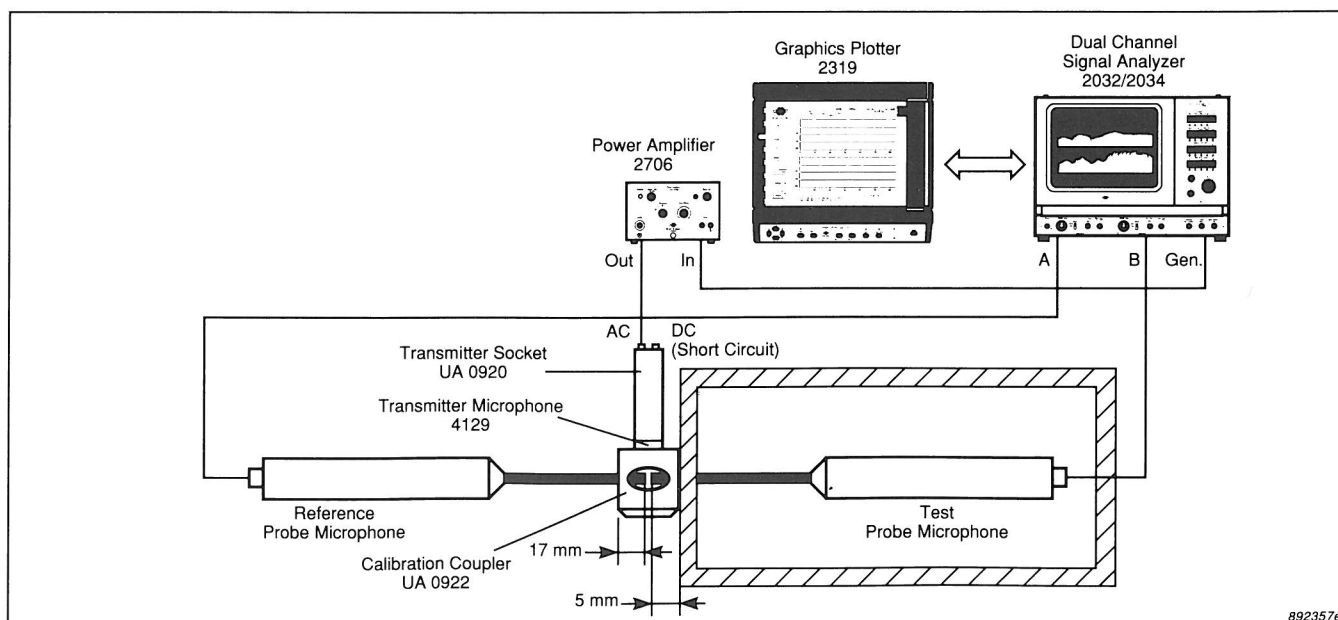 Graphics Plotter
2319
Dual Channel
Signal Analyzer
2032/2034
Power Amplifier
2706
Out
In
A
B
Gen.
AC
DC
(Short Circuit)
Transmitter Socket
UA 0920
Transmitter Microphone
4129
Reference
Probe Microphone
Test
Probe Microphone
17 mm
Calibration Coupler
UA 0922
5 mm
892357e